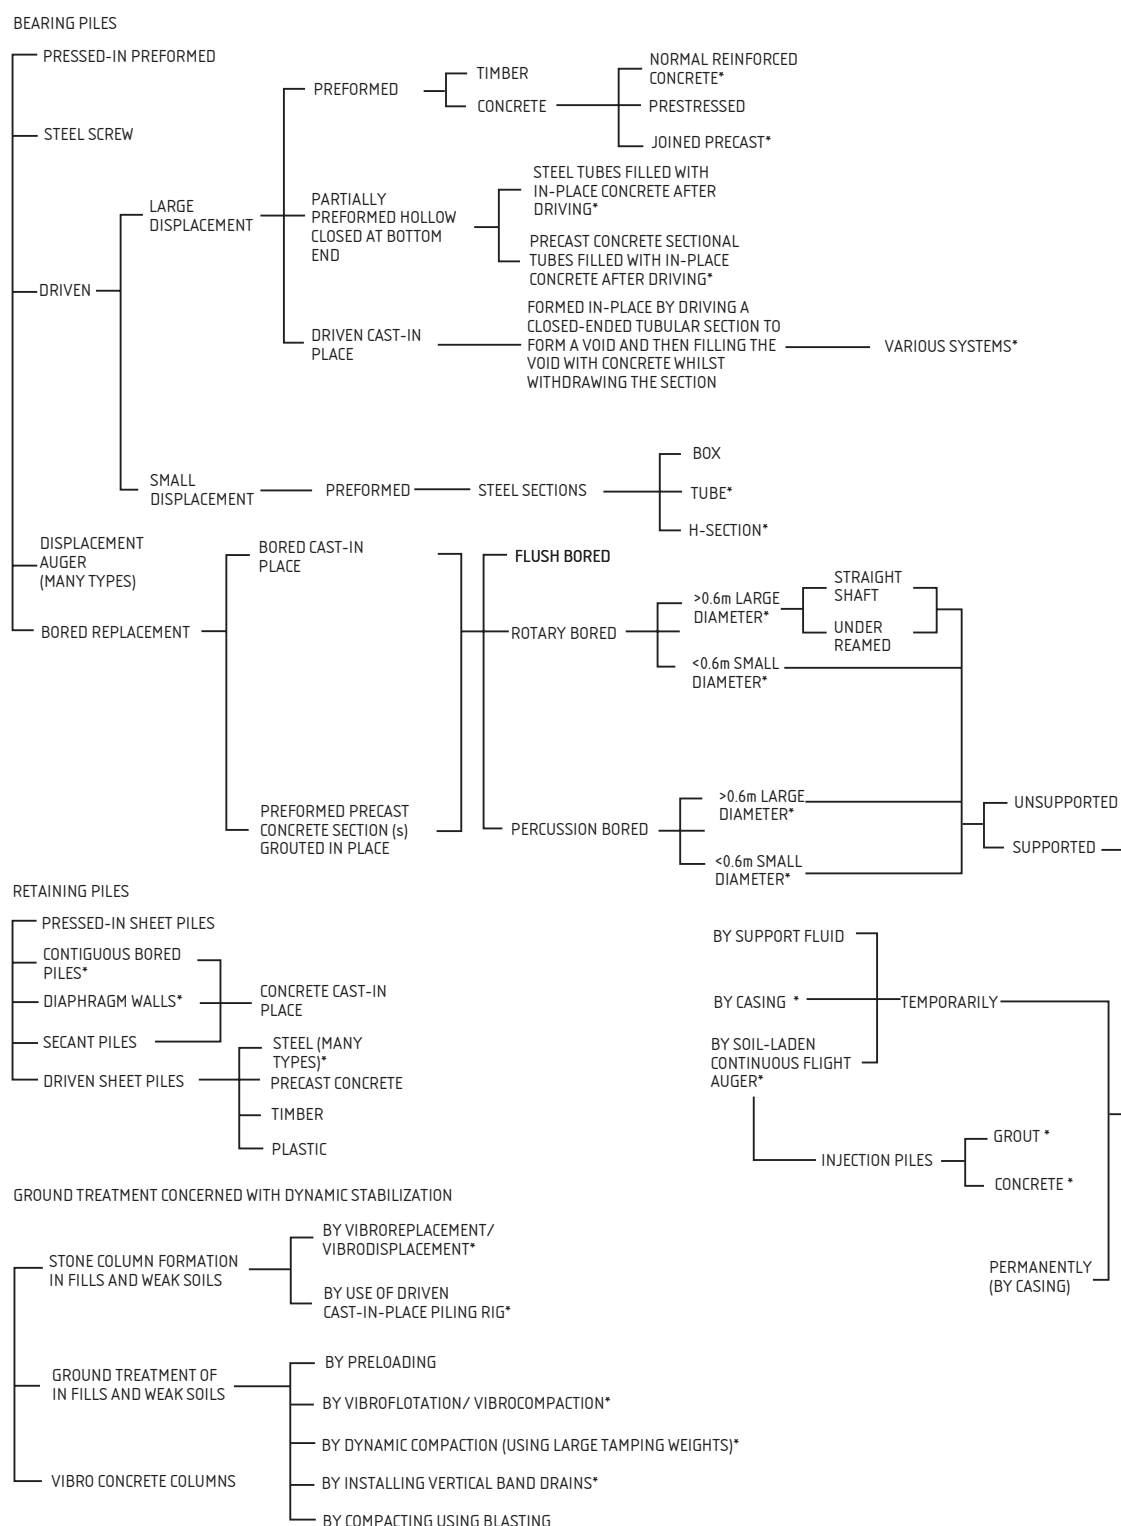 BEARING PILES
PRESSED-IN PREFORMED
STEEL SCREW
DRIVEN
LARGE
DISPLACEMENT
PREFORMED
TIMBER
CONCRETE
NORMAL REINFORCED
CONCRETE*
PRESTRESSED
JOINED PRECAST*
PARTIALLY
PREFORMED HOLLOW
CLOSED AT BOTTOM
END
STEEL TUBES FILLED WITH
IN-PLACE CONCRETE AFTER
DRIVING*
PRECAST CONCRETE SECTIONAL
TUBES FILLED WITH IN-PLACE
CONCRETE AFTER DRIVING*
DRIVEN CAST-IN
PLACE
FORMED IN-PLACE BY DRIVING A
CLOSED-ENDED TUBULAR SECTION TO
FORM A VOID AND THEN FILLING THE
VOID WITH CONCRETE WHILST
WITHDRAWING THE SECTION
VARIOUS SYSTEMS*
SMALL
DISPLACEMENT
PREFORMED
STEEL SECTIONS
BOX
TUBE*
H-SECTION*
DISPLACEMENT
AUGER
(MANY TYPES)
BORED REPLACEMENT
BORED CAST-IN
PLACE
PREFORMED PRECAST
CONCRETE SECTION (s)
GROUTED IN PLACE
FLUSH BORED
ROTARY BORED
>0.6m LARGE
DIAMETER*
STRAIGHT
SHAFT
UNDER
REAMED
<0.6m SMALL
DIAMETER*
PERCUSSION BORED
>0.6m LARGE
DIAMETER*
<0.6m SMALL
DIAMETER*
UNSUPPORTED
SUPPORTED
BY SUPPORT FLUID
BY CASING *
BY SOIL-LADEN
CONTINUOUS FLIGHT
AUGER*
TEMPORARILY
INJECTION PILES
GROUT *
CONCRETE *
PERMANENTLY
(BY CASING)
RETAINING PILES
PRESSED-IN SHEET PILES
CONTIGUOUS BORED
PILES*
DIAPHRAGM WALLS*
SECANT PILES
CONCRETE CAST-IN
PLACE
DRIVEN SHEET PILES
STEEL (MANY
TYPES)*
PRECAST CONCRETE
TIMBER
PLASTIC
GROUND TREATMENT CONCERNED WITH DYNAMIC STABILIZATION
STONE COLUMN FORMATION
IN FILLS AND WEAK SOILS
BY VIBROREPLACEMENT/
VIBRODISPLACEMENT*
BY USE OF DRIVEN
CAST-IN-PLACE PILING RIG*
GROUND TREATMENT OF
IN FILLS AND WEAK SOILS
BY PRELOADING
BY VIBROFLOTATION/ VIBROCOMPACTION*
BY DYNAMIC COMPACTION (USING LARGE TAMPING WEIGHTS)*
BY INSTALLING VERTICAL BAND DRAINS*
BY COMPACTING USING BLASTING
VIBRO CONCRETE COLUMNS